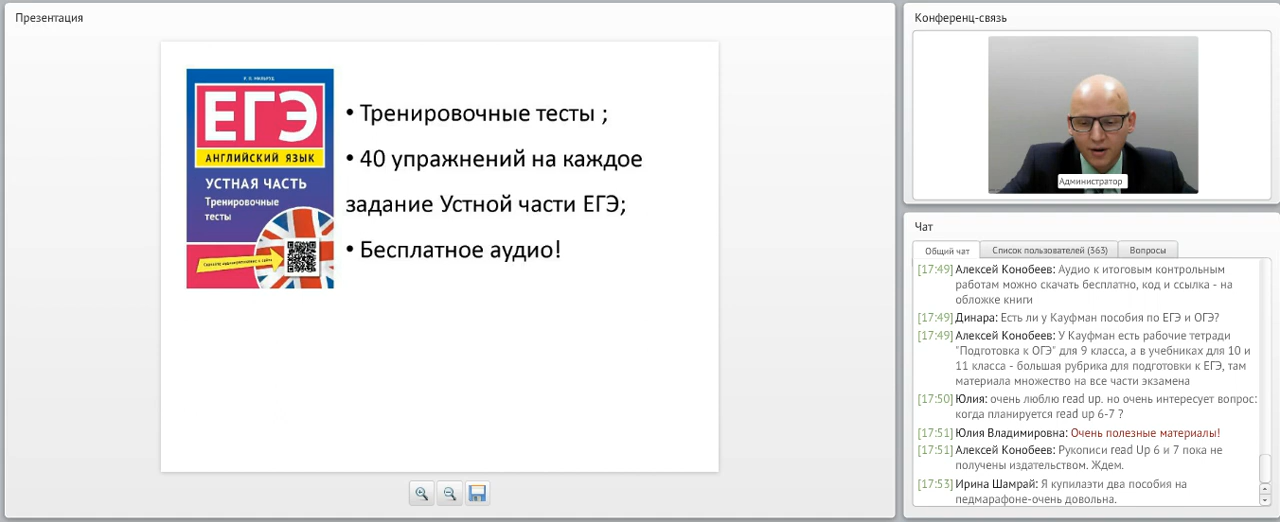 Презентация
ЕГЭ
АНГЛИЙСКИЙ ЯЗЫК
УСТНАЯ ЧАСТЬ
Тренировочные
тесты
• Тренировочные тесты ;
• 40 упражнений на каждое
задание Устной части ЕГЭ;
• Бесплатное аудио!
Конференц-связь
Администратор
Чат
Общий чат
Список пользователей (363)
Вопросы
[17:49] Алексей Конобеев: Аудио к итоговым контрольным
работам можно скачать бесплатно, код и ссылка - на
обложке книги
[17:49] Динара: Есть ли у Кауфман пособия по ЕГЭ и ОГЭ?
[17:49] Алексей Конобеев: У Кауфман есть рабочие тетради
"Подготовка к ОГЭ" для 9 класса, а в учебниках для 10 и
11 класса - большая рубрика для подготовки к ЕГЭ, там
материала множество на все части экзамена
[17:50] Юлия: очень люблю read up. но очень интересует вопрос:
когда планируется read up 6-7 ?
[17:51] Юлия Владимировна: Очень полезные материалы!
[17:51] Алексей Конобеев: Рукописи read Up 6 и 7 пока не
получены издательством. Ждем.
[17:53] Ирина Шамрай: Я купилаэти два пособия на
педмарафоне-очень довольна.